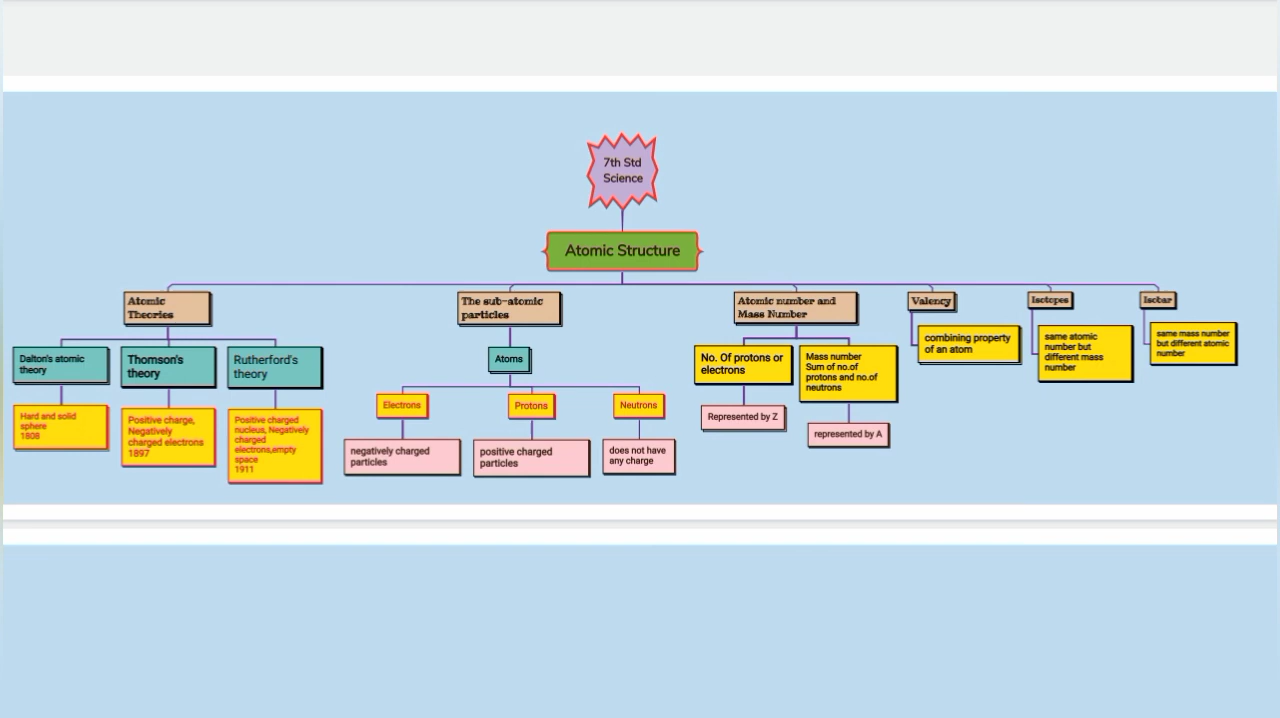 7th Std
Science
Atomic Structure
Atomic
Theories
Dalton's atomic
theory
Hard and solid
sphere
1808
Thomson's
theory
Positive charge,
Negatively
charged electrons
1897
Rutherford's
theory
Positive charged
nucleus, Negatively
charged
electrons,empty
space
1911
The sub-atomic
particles
Atoms
Electrons
negatively charged
particles
Protons
positive charged
particles
Neutrons
does not have
any charge
Atomic number and
Mass Number
No. Of protons or
electrons
Represented by Z
Mass number
Sum of no.of
protons and no.of
neutrons
represented by A
Valency
combining property
of an atom
Isotopes
same atomic
number but
different mass
number
Isobar
same mass number
but different atomic
number